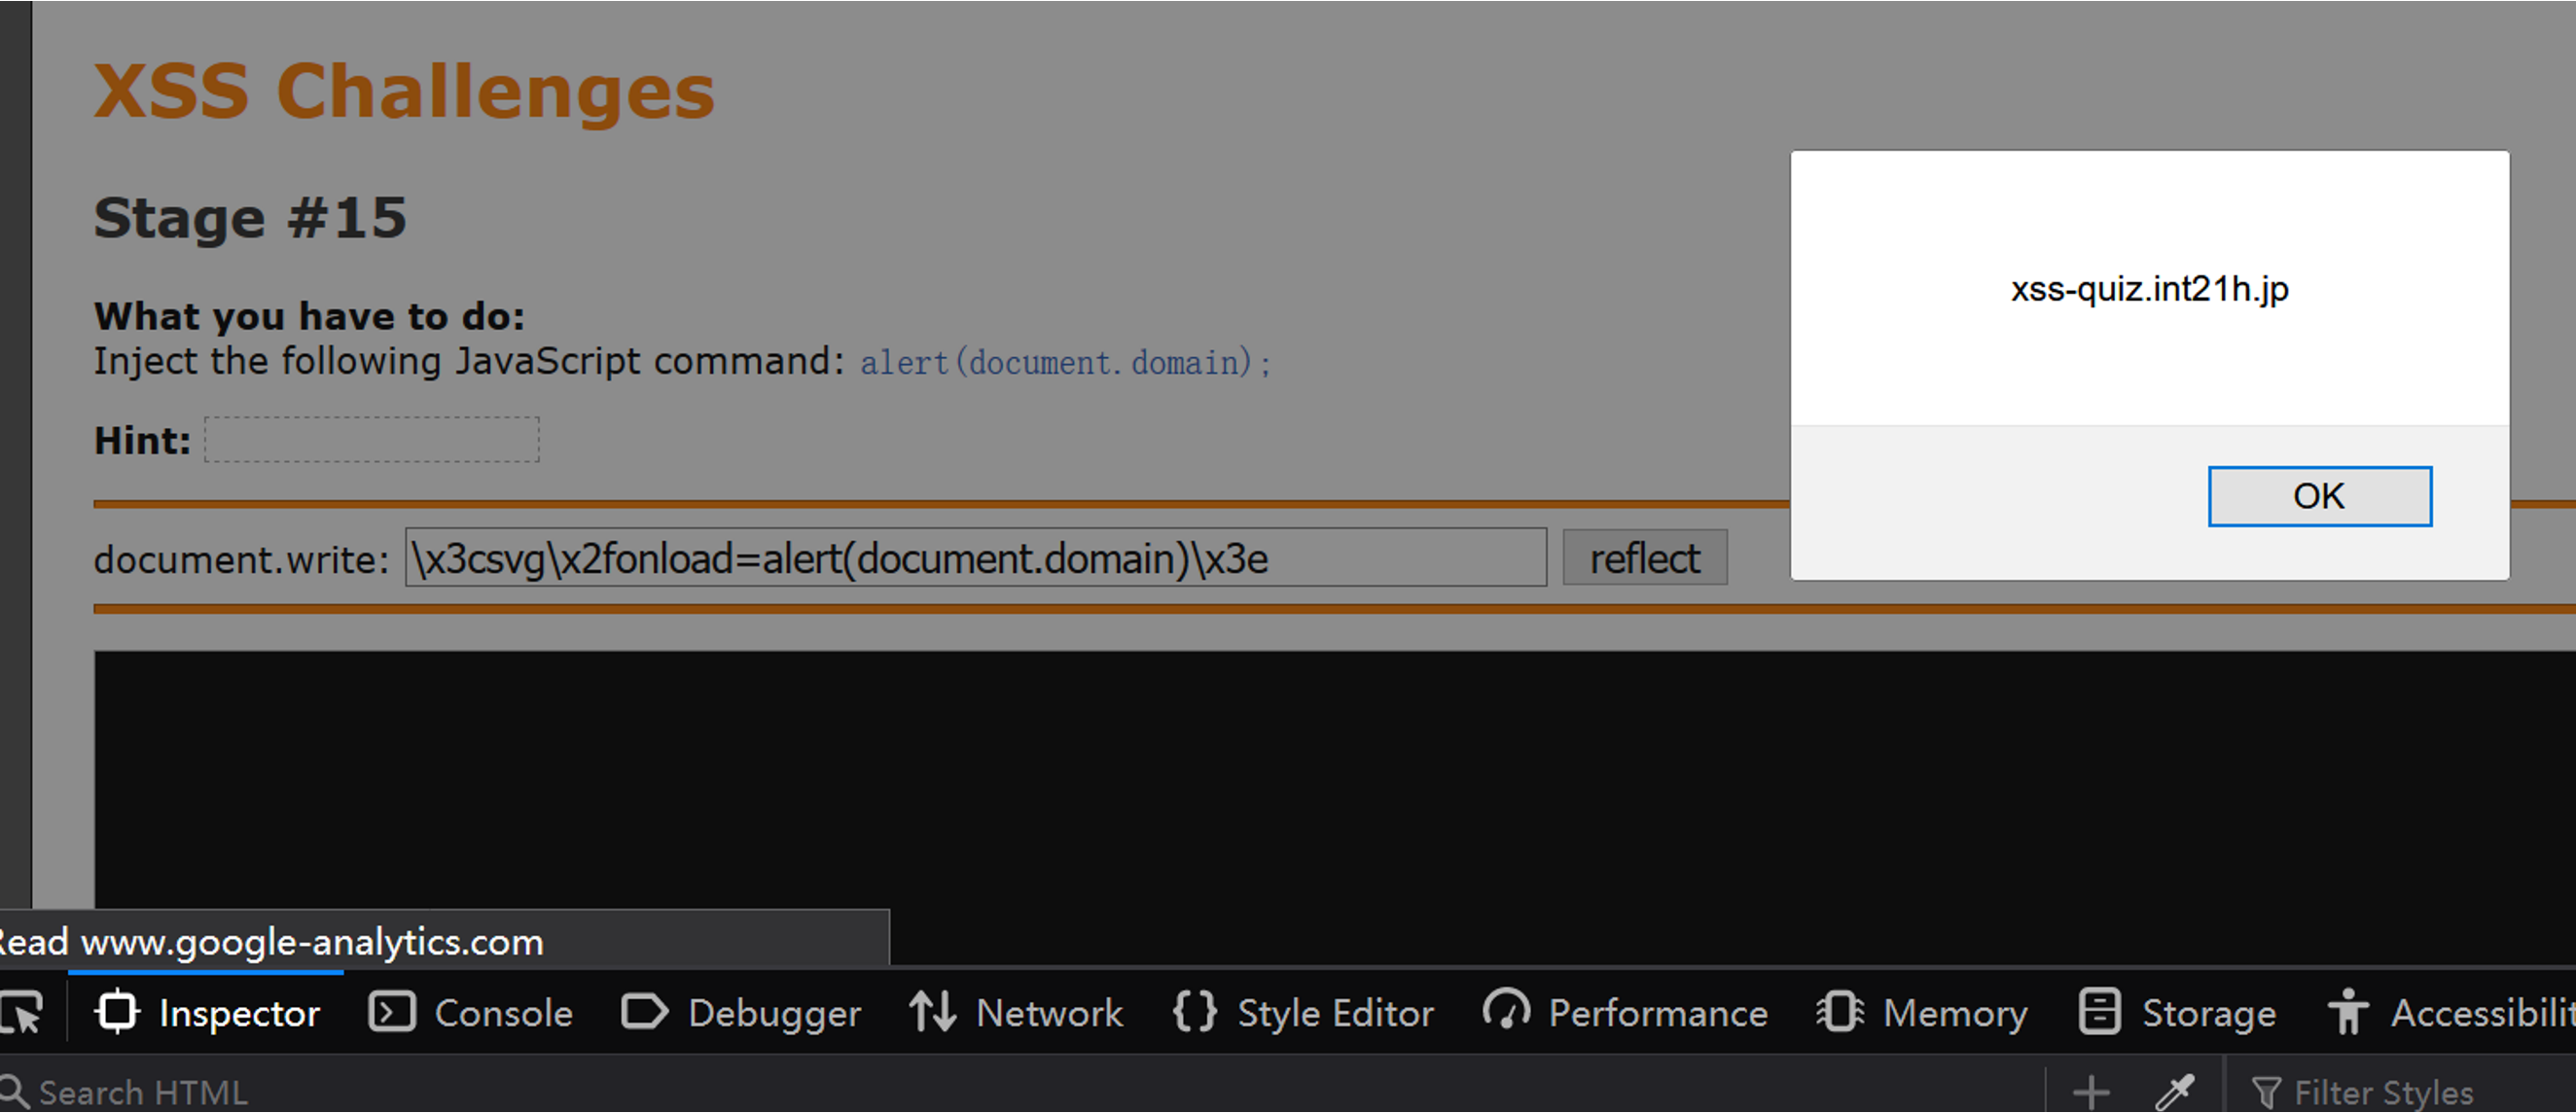 XSS Challenges
Stage #15
What you have to do:
Inject the following JavaScript command: alert(document.domain);
Hint:
document.write: \x3csvg\x2fonload=alert(document.domain)\x3e reflect
xss-quiz.int21h.jp
OK
Read www.google-analytics.com
Inspector Console Debugger Network Style Editor Performance Memory Storage Accessibilit
Search HTML Filter Styles